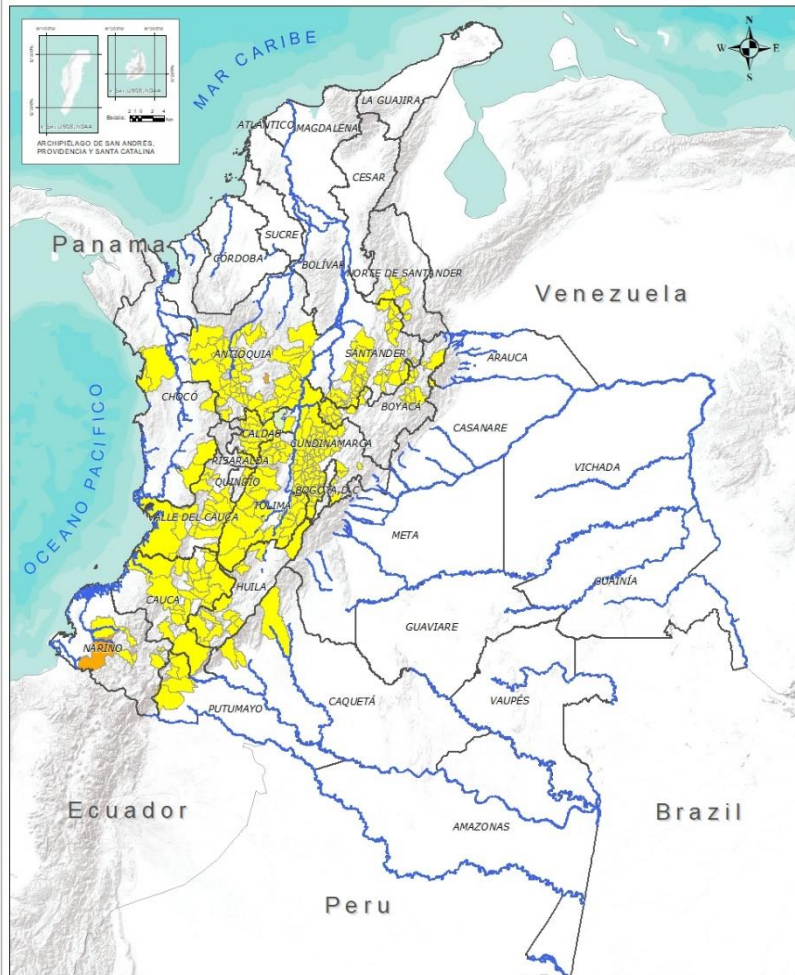 MAR CARIBE
N
W
E
S
ARCHIPIÉLAGO DE SAN ANDRÉS,
PROVIDENCIA Y SANTA CATALINA
LA GUAJIRA
ATLÁNTICO
MAGDALENA
CESAR
Panama
SUCRE
CÓRDOBA
BOLÍVAR
NORTE DE SANTANDER
Venezuela
ANTIOQUIA
SANTANDER
ARAUCA
CHOCÓ
BOYACÁ
CALDAS
CUNDINAMARCA
CASANARE
OCEANO PACIFICO
RISARALDA
VICHADA
QUINDIO
BOGOTÁ, D.C.
TOLIMA
VALLE DEL CAUCA
META
HUILA
GUAINÍA
CAUCA
GUAVIARE
NARIÑO
VAUPÉS
CAQUETÁ
PUTUMAYO
Ecuador
Brazil
AMAZONAS
Peru